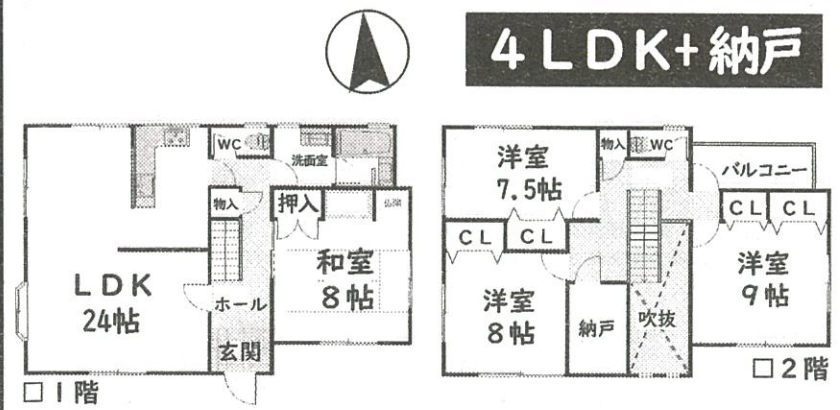 4LDK+納戸
WC
洗面室
物入
押入
仏間
和室
8帖
LDK
24帖
ホール
玄関
□1階
洋室
7.5帖
物入
WC
バルコニー
CL
CL
CL
CL
洋室
8帖
納戸
吹抜
洋室
9帖
□2階